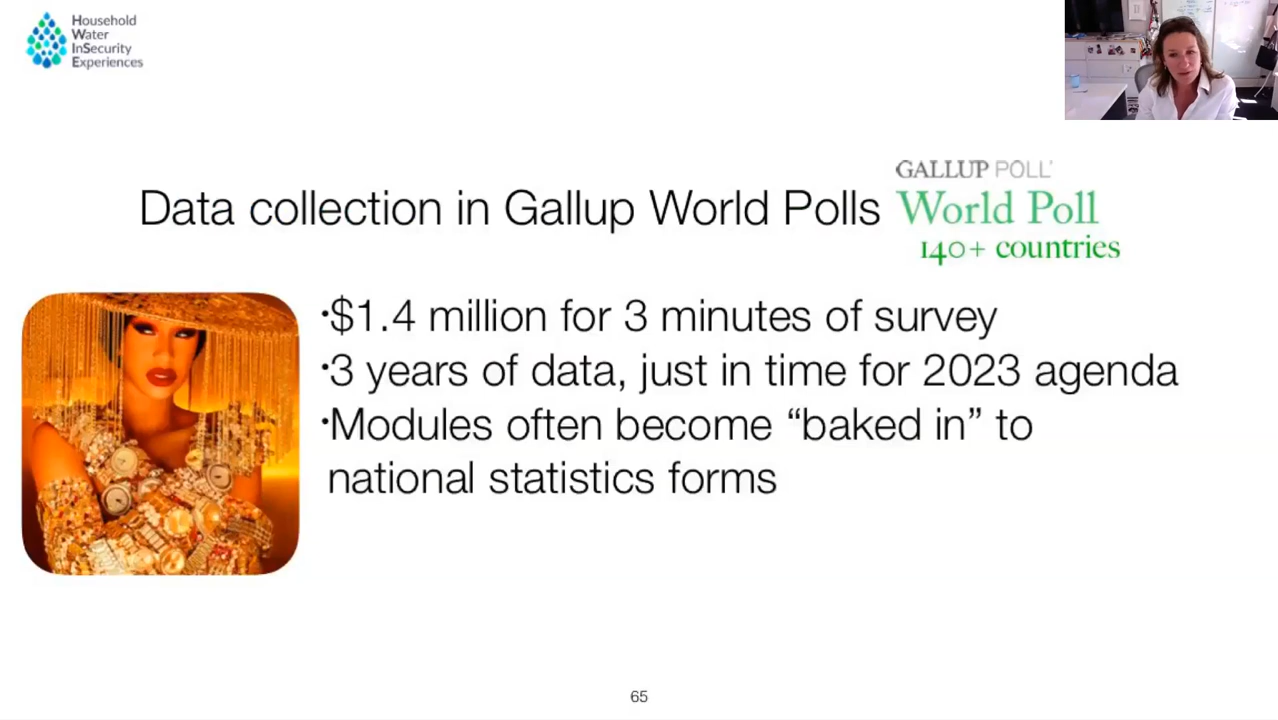 Household
Water
InSecurity
Experiences
GALLUP POLL'
Data collection in Gallup World Polls World Poll
140+ countries
•$1.4 million for 3 minutes of survey
•3 years of data, just in time for 2023 agenda
•Modules often become “baked in” to
national statistics forms
65